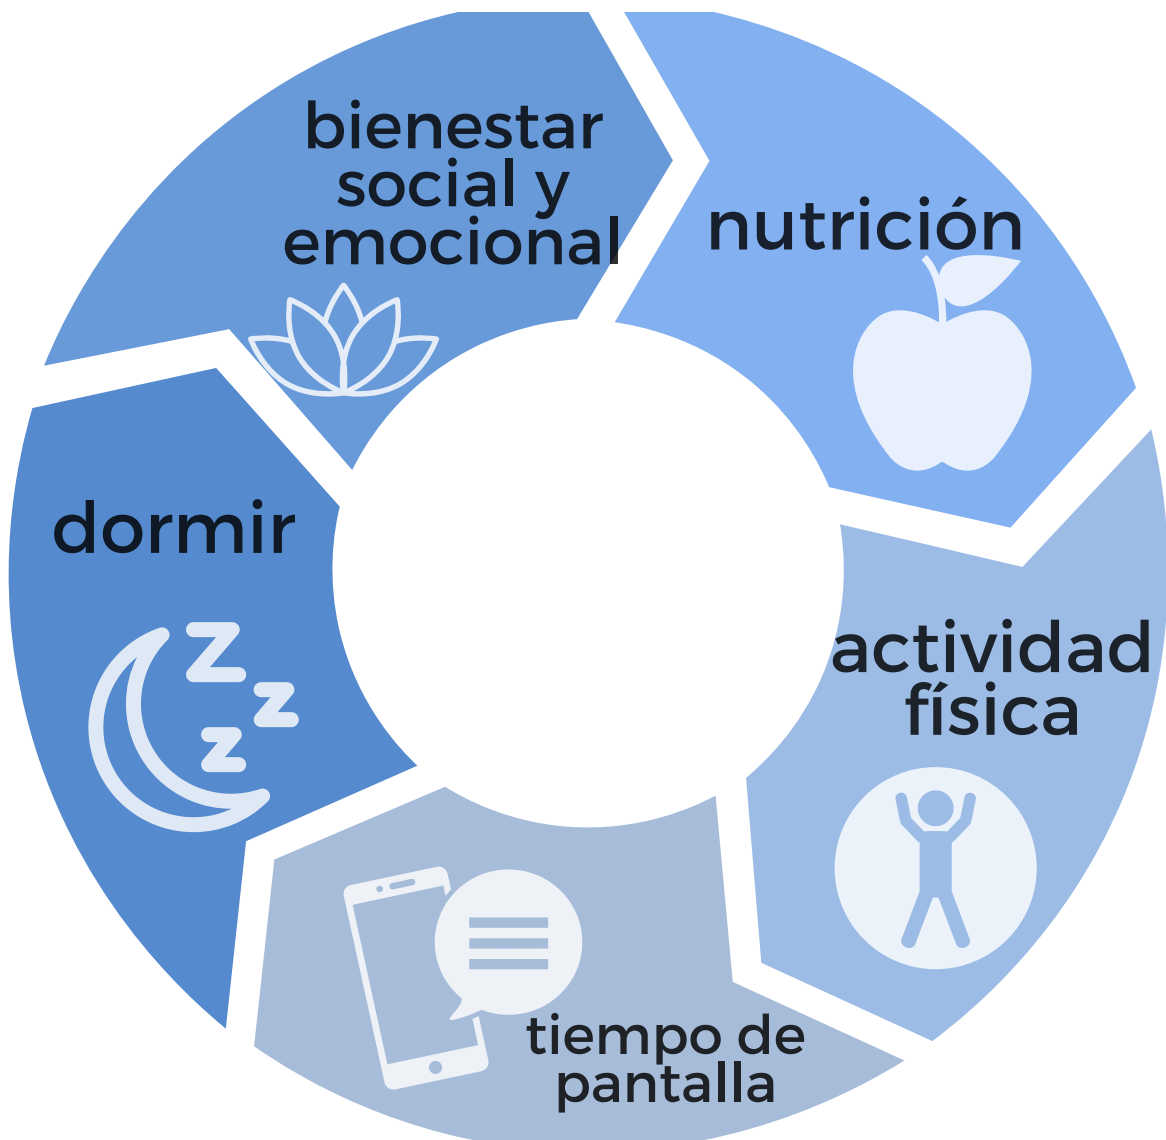 bienestar
social y
emocional
nutrición
actividad
física
tiempo de
pantalla
dormir
z
z
z